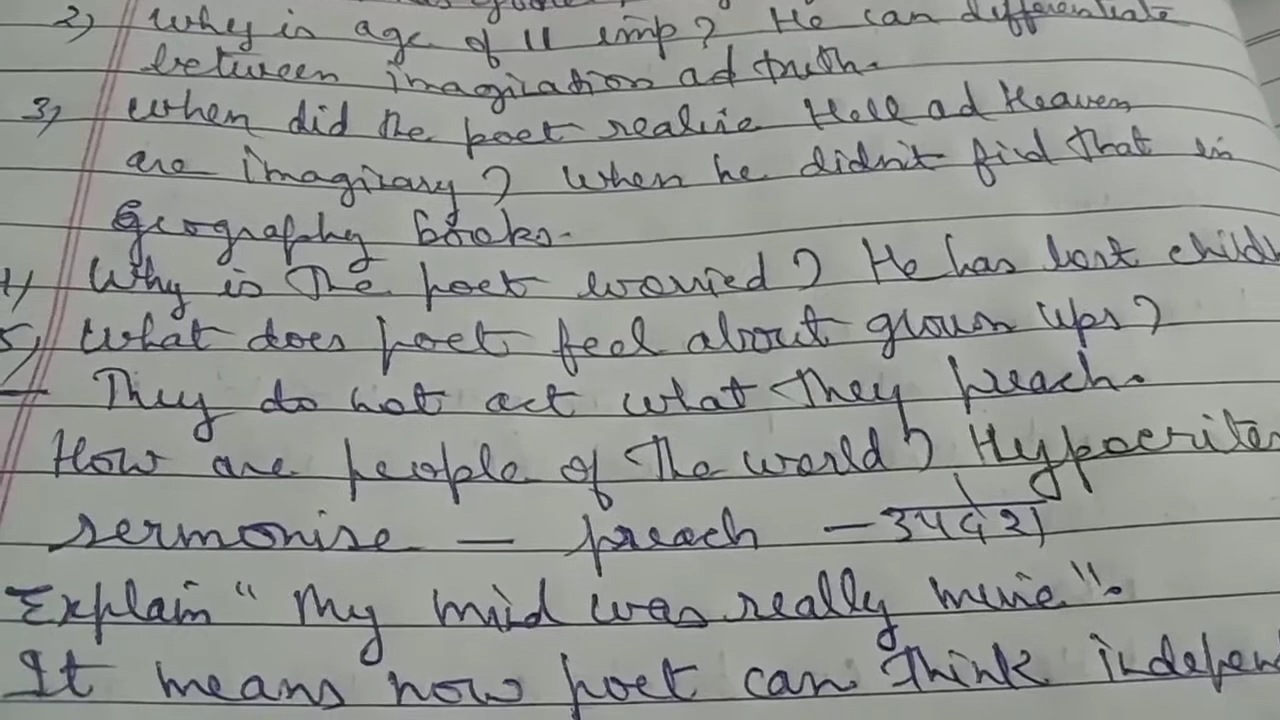 2) Why is age of 11 imp? He can differentiate
between imagination ad truth.
3) When did the poet realise Hell ad Heaven
are imaginary? When he didn't find that in
Geography books.
4) Why is the poet worried? He has lost childh
5) What does poet feel about grown ups?
– They do not act what they preach.
How are people of the world? Hypocrites
sermonise – preach – उपदेश
Explain "My mid was really mine".
It means now poet can think indepen